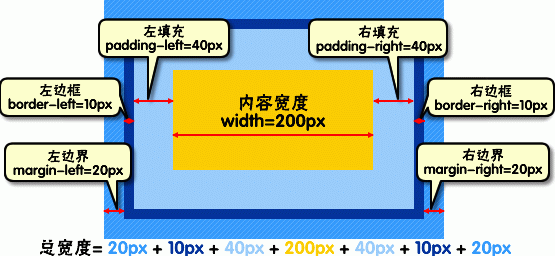 左填充
padding-left=40px
右填充
padding-right=40px
左边框
border-left=10px
内容宽度
width=200px
右边框
border-right=10px
左边界
margin-left=20px
右边界
margin-right=20px
总宽度= 20px + 10px + 40px + 200px + 40px + 10px + 20px